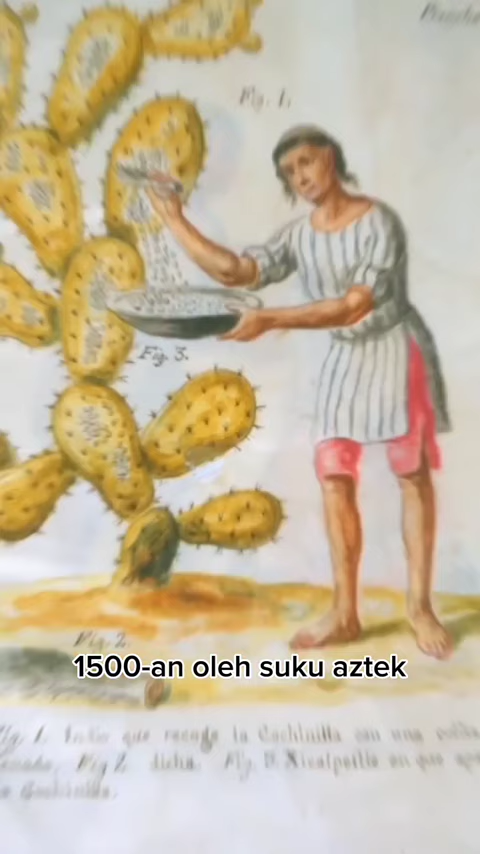 Fig. 1.
Fig. 3.
Fig. 2.
1500-an oleh suku aztek
Fig. 1. Indio que recoge la Cochinilla con una
Fig. 2. dicha. Fig. 3. Xicalpestle en que
Cochinilla.